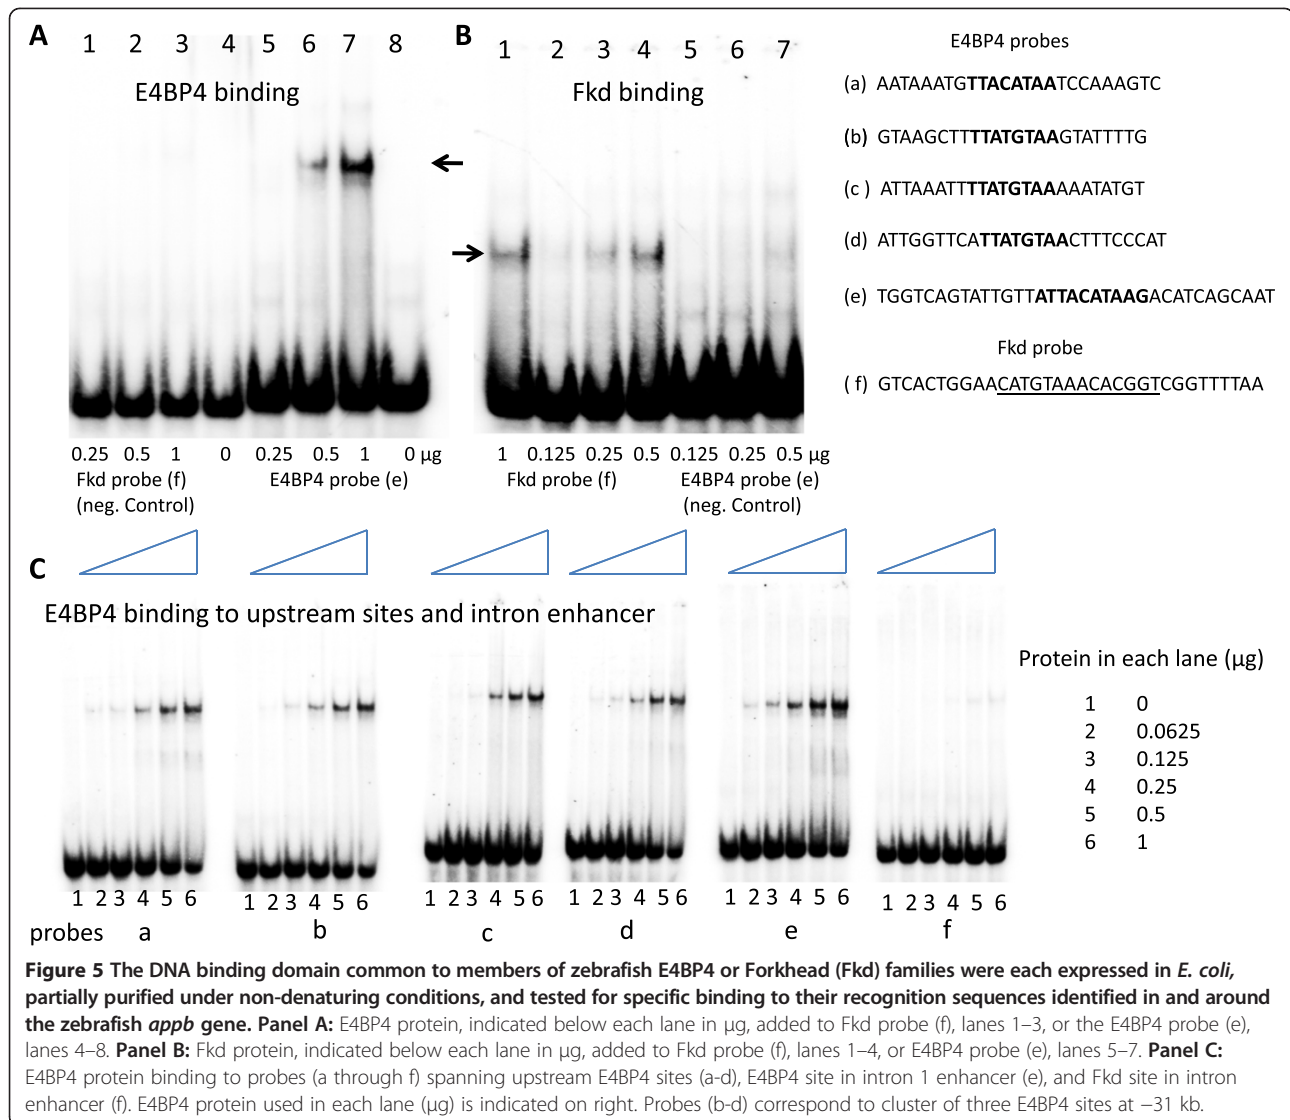 A
1 2 3 4 5 6 7 8
E4BP4 binding
0.25 0.5 1 0 0.25 0.5 1 0 µg
Fkd probe (f) E4BP4 probe (e)
(neg. Control)
B
1 2 3 4 5 6 7
Fkd binding
1 0.125 0.25 0.5 0.125 0.25 0.5 µg
Fkd probe (f) E4BP4 probe (e)
(neg. Control)
E4BP4 probes
(a) AATAAATGTTACATAATCCAAAGTC
(b) GTAAGCTTTTATGTAAGTATTTTG
(c ) ATTAAATTTTATGTAAAAATATGT
(d) ATTGGTTCATTATGTAACTTTCCCAT
(e) TGGTCAGTATTGTTATTACATAAGACATCAGCAAT
Fkd probe
( f) GTCACTGGAACATGTAAACACGGTCGGTTTTAA
C
E4BP4 binding to upstream sites and intron enhancer
1 2 3 4 5 6 1 2 3 4 5 6 1 2 3 4 5 6 1 2 3 4 5 6 1 2 3 4 5 6 1 2 3 4 5 6
probes a b c d e f
Protein in each lane (µg)
1 0
2 0.0625
3 0.125
4 0.25
5 0.5
6 1
Figure 5 The DNA binding domain common to members of zebrafish E4BP4 or Forkhead (Fkd) families were each expressed in E. coli,
partially purified under non-denaturing conditions, and tested for specific binding to their recognition sequences identified in and around
the zebrafish appb gene. Panel A: E4BP4 protein, indicated below each lane in µg, added to Fkd probe (f), lanes 1–3, or the E4BP4 probe (e),
lanes 4–8. Panel B: Fkd protein, indicated below each lane in µg, added to Fkd probe (f), lanes 1–4, or E4BP4 probe (e), lanes 5–7. Panel C:
E4BP4 protein binding to probes (a through f) spanning upstream E4BP4 sites (a-d), E4BP4 site in intron 1 enhancer (e), and Fkd site in intron
enhancer (f). E4BP4 protein used in each lane (µg) is indicated on right. Probes (b-d) correspond to cluster of three E4BP4 sites at −31 kb.